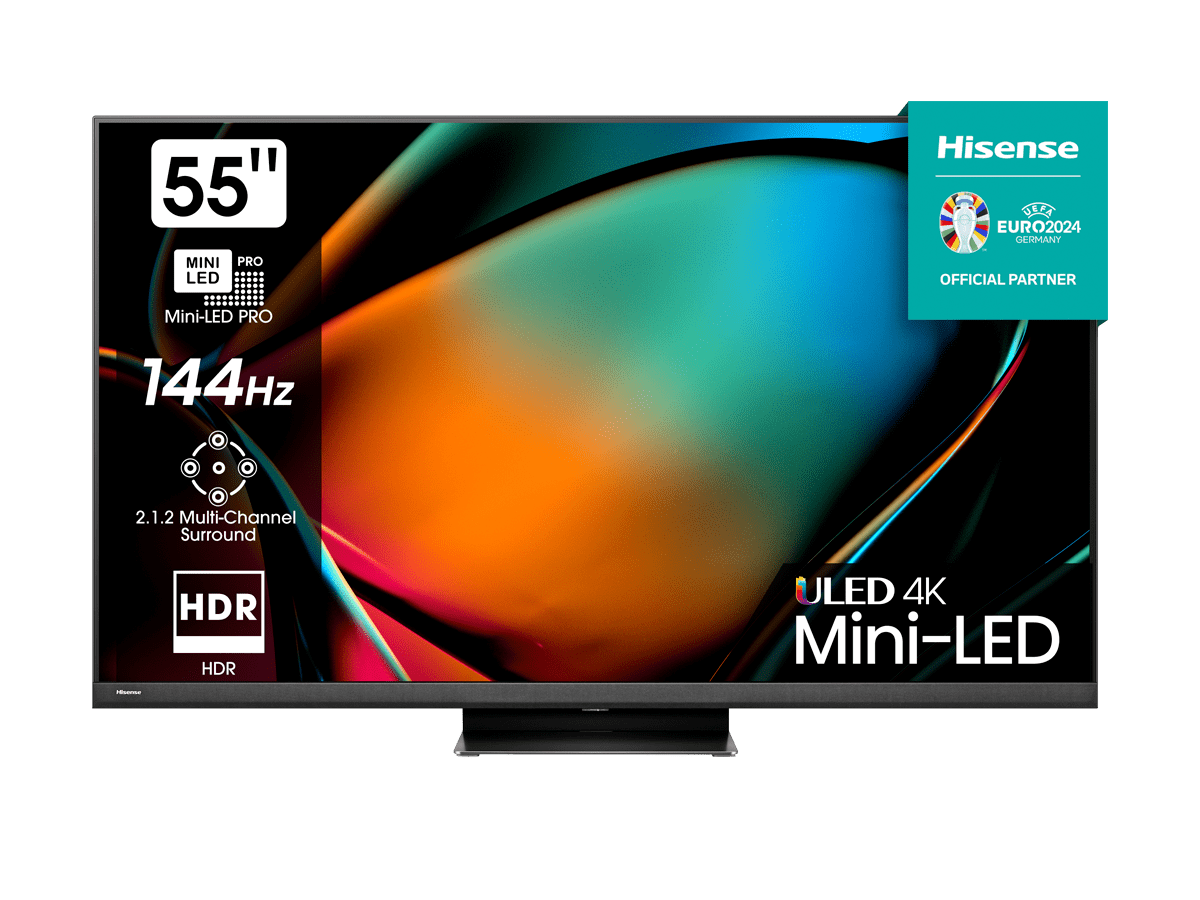 55"
MINI
LED
PRO
Mini-LED PRO
144Hz
2.1.2 Multi-Channel
Surround
HDR
HDR
Hisense
UEFA
EURO2024
GERMANY
OFFICIAL PARTNER
ULED 4K
Mini-LED
Hisense